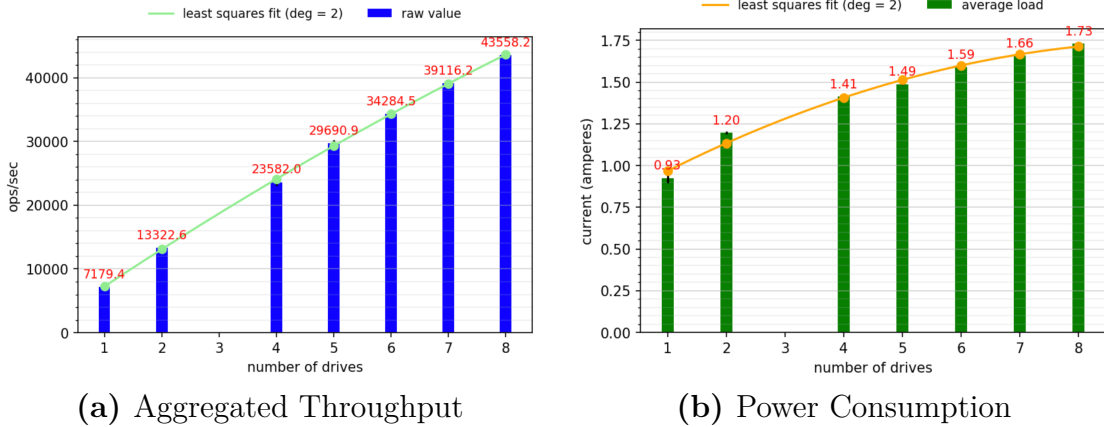 least squares fit (deg = 2) raw value
43558.2
39116.2
34284.5
29690.9
23582.0
13322.6
7179.4
40000
30000
20000
10000
0
ops/sec
1 2 3 4 5 6 7 8
number of drives
(a) Aggregated Throughput
least squares fit (deg = 2) average load
1.73
1.66
1.59
1.49
1.41
1.20
0.93
1.75
1.50
1.25
1.00
0.75
0.50
0.25
0.00
current (amperes)
1 2 3 4 5 6 7 8
number of drives
(b) Power Consumption